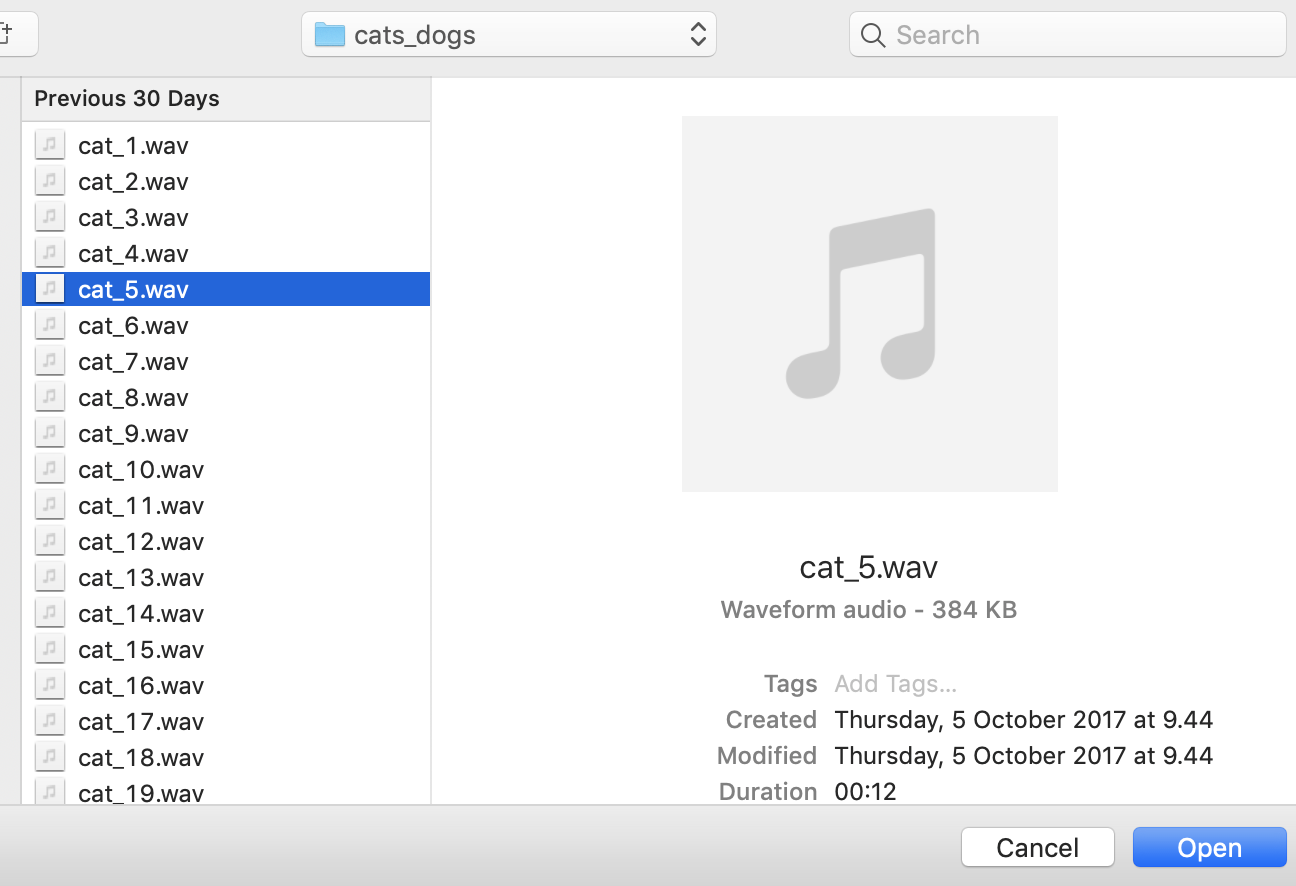 cats_dogs
Search
Previous 30 Days
cat_1.wav
cat_2.wav
cat_3.wav
cat_4.wav
cat_5.wav
cat_6.wav
cat_7.wav
cat_8.wav
cat_9.wav
cat_10.wav
cat_11.wav
cat_12.wav
cat_13.wav
cat_14.wav
cat_15.wav
cat_16.wav
cat_17.wav
cat_18.wav
cat_19.wav
cat_5.wav
Waveform audio - 384 KB
Tags Add Tags...
Created Thursday, 5 October 2017 at 9.44
Modified Thursday, 5 October 2017 at 9.44
Duration 00:12
Cancel
Open